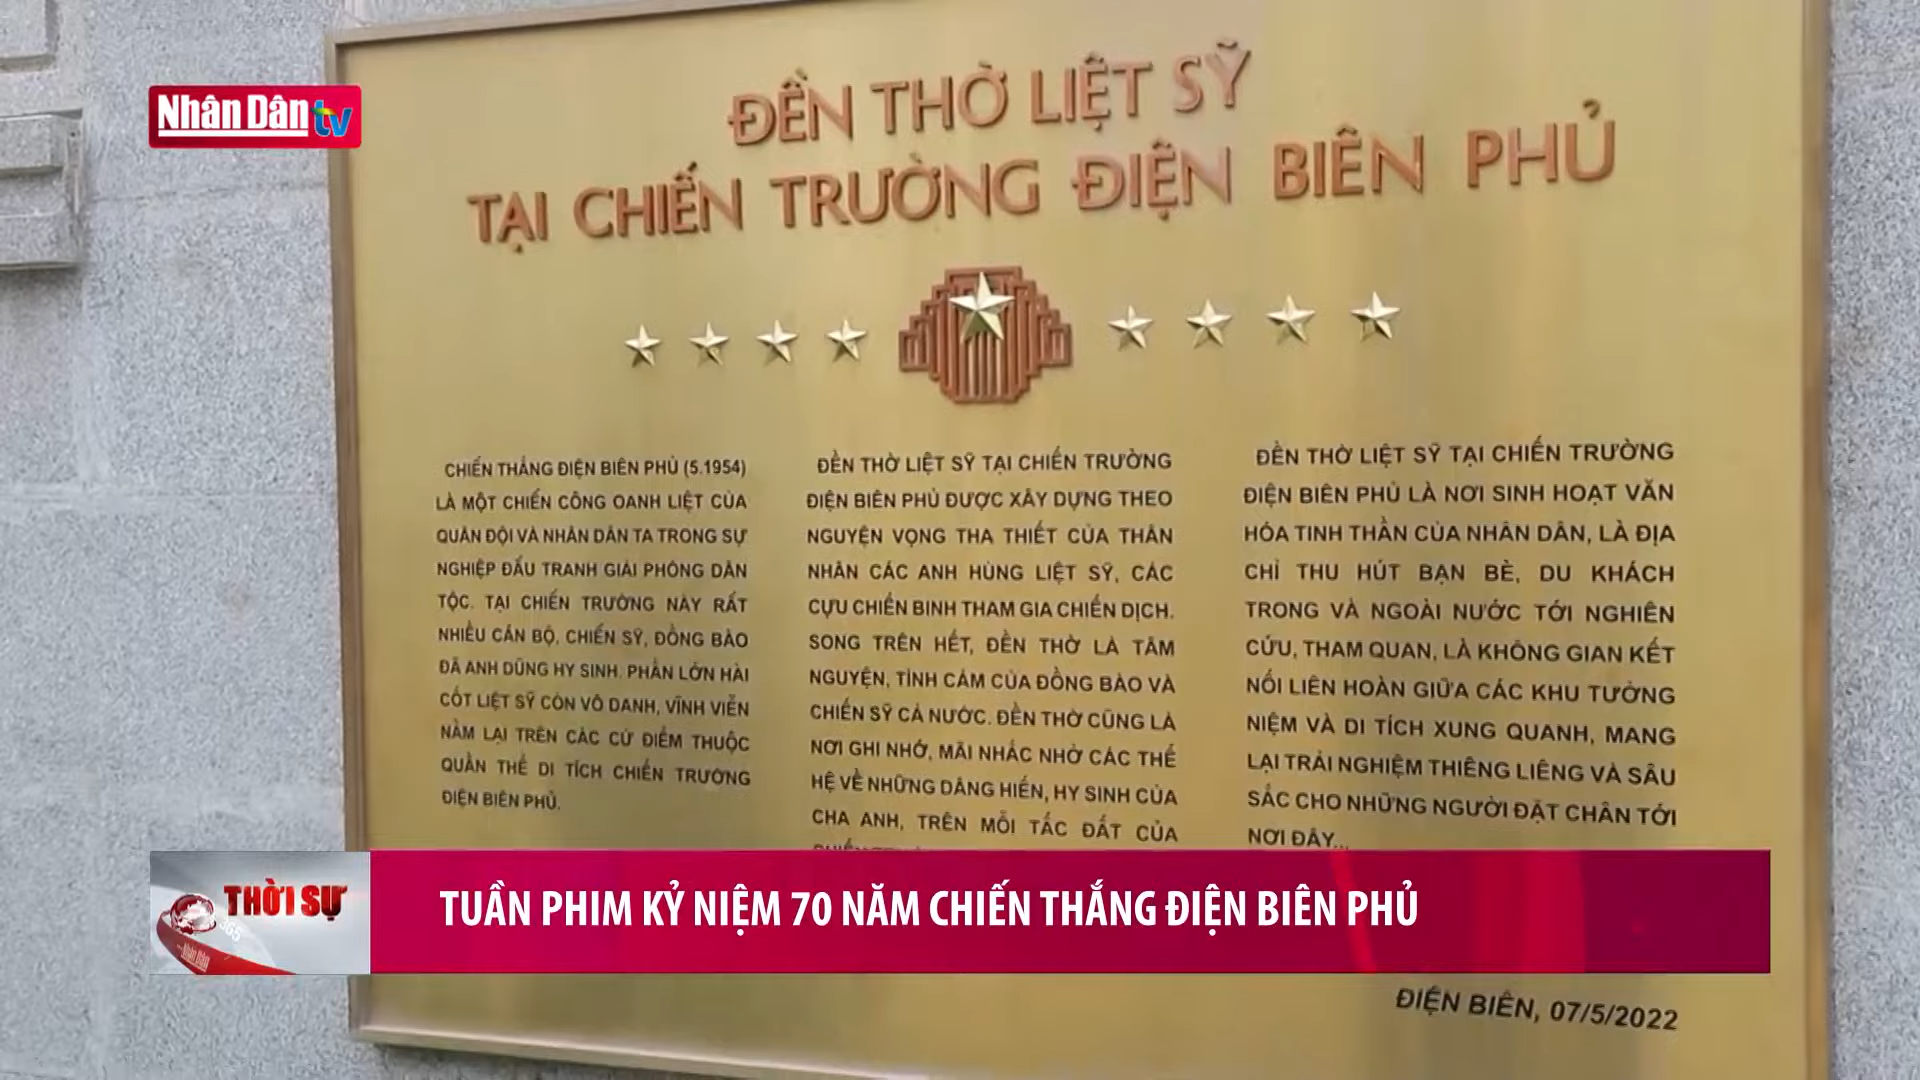 Nhân Dân tv
ĐỀN THỜ LIỆT SỸ
TẠI CHIẾN TRƯỜNG ĐIỆN BIÊN PHỦ
CHIẾN THẮNG ĐIỆN BIÊN PHỦ (5.1954)
LÀ MỘT CHIẾN CÔNG OANH LIỆT CỦA
QUÂN ĐỘI VÀ NHÂN DÂN TA TRONG SỰ
NGHIỆP ĐẤU TRANH GIẢI PHÓNG DÂN
TỘC. TẠI CHIẾN TRƯỜNG NÀY RẤT
NHIỀU CÁN BỘ, CHIẾN SỸ, ĐỒNG BÀO
ĐÃ ANH DŨNG HY SINH. PHẦN LỚN HÀI
CỐT LIỆT SỸ CÒN VÔ DANH, VĨNH VIỄN
NẰM LẠI TRÊN CÁC CỨ ĐIỂM THUỘC
QUẦN THỂ DI TÍCH CHIẾN TRƯỜNG
ĐIỆN BIÊN PHỦ.
ĐỀN THỜ LIỆT SỸ TẠI CHIẾN TRƯỜNG
ĐIỆN BIÊN PHỦ ĐƯỢC XÂY DỰNG THEO
NGUYỆN VỌNG THA THIẾT CỦA THÂN
NHÂN CÁC ANH HÙNG LIỆT SỸ, CÁC
CỰU CHIẾN BINH THAM GIA CHIẾN DỊCH.
SONG TRÊN HẾT, ĐỀN THỜ LÀ TÂM
NGUYỆN, TÌNH CẢM CỦA ĐỒNG BÀO VÀ
CHIẾN SỸ CẢ NƯỚC. ĐỀN THỜ CŨNG LÀ
NƠI GHI NHỚ, MÃI NHẮC NHỞ CÁC THẾ
HỆ VỀ NHỮNG DÂNG HIẾN, HY SINH CỦA
CHA ANH, TRÊN MỖI TẤC ĐẤT CỦA
ĐỀN THỜ LIỆT SỸ TẠI CHIẾN TRƯỜNG
ĐIỆN BIÊN PHỦ LÀ NƠI SINH HOẠT VĂN
HÓA TINH THẦN CỦA NHÂN DÂN, LÀ ĐỊA
CHỈ THU HÚT BẠN BÈ, DU KHÁCH
TRONG VÀ NGOÀI NƯỚC TỚI NGHIÊN
CỨU, THAM QUAN, LÀ KHÔNG GIAN KẾT
NỐI LIÊN HOÀN GIỮA CÁC KHU TƯỞNG
NIỆM VÀ DI TÍCH XUNG QUANH, MANG
LẠI TRẢI NGHIỆM THIÊNG LIÊNG VÀ SÂU
SẮC CHO NHỮNG NGƯỜI ĐẶT CHÂN TỚI
NƠI ĐÂY...
THỜI SỰ
365
Nhân Dân
TUẦN PHIM KỶ NIỆM 70 NĂM CHIẾN THẮNG ĐIỆN BIÊN PHỦ
ĐIỆN BIÊN, 07/5/2022